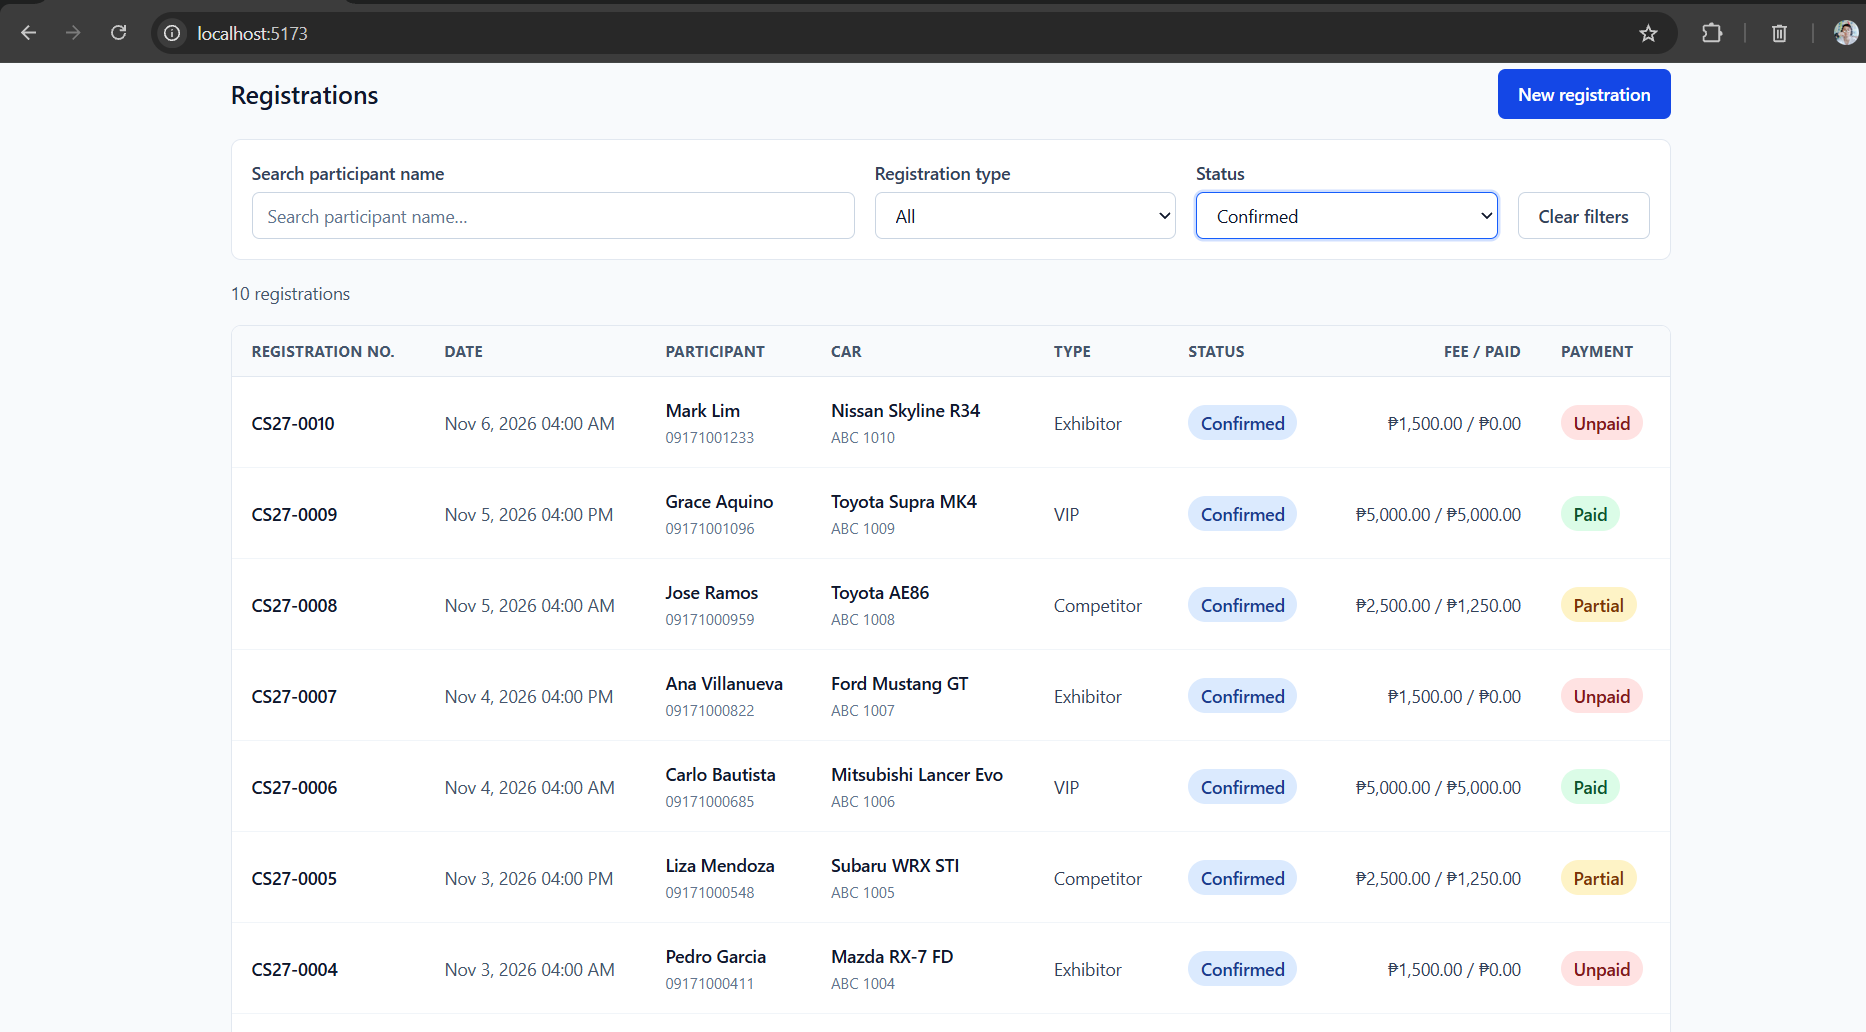 localhost:5173
Registrations
New registration
Search participant name
Registration type
Status
Search participant name...
All
Confirmed
Clear filters
10 registrations
REGISTRATION NO. DATE PARTICIPANT CAR TYPE STATUS FEE / PAID PAYMENT
CS27-0010 Nov 6, 2026 04:00 AM Mark Lim Nissan Skyline R34 Exhibitor Confirmed ₱1,500.00 / ₱0.00 Unpaid
09171001233 ABC 1010
CS27-0009 Nov 5, 2026 04:00 PM Grace Aquino Toyota Supra MK4 VIP Confirmed ₱5,000.00 / ₱5,000.00 Paid
09171001096 ABC 1009
CS27-0008 Nov 5, 2026 04:00 AM Jose Ramos Toyota AE86 Competitor Confirmed ₱2,500.00 / ₱1,250.00 Partial
09171000959 ABC 1008
CS27-0007 Nov 4, 2026 04:00 PM Ana Villanueva Ford Mustang GT Exhibitor Confirmed ₱1,500.00 / ₱0.00 Unpaid
09171000822 ABC 1007
CS27-0006 Nov 4, 2026 04:00 AM Carlo Bautista Mitsubishi Lancer Evo VIP Confirmed ₱5,000.00 / ₱5,000.00 Paid
09171000685 ABC 1006
CS27-0005 Nov 3, 2026 04:00 PM Liza Mendoza Subaru WRX STI Competitor Confirmed ₱2,500.00 / ₱1,250.00 Partial
09171000548 ABC 1005
CS27-0004 Nov 3, 2026 04:00 AM Pedro Garcia Mazda RX-7 FD Exhibitor Confirmed ₱1,500.00 / ₱0.00 Unpaid
09171000411 ABC 1004